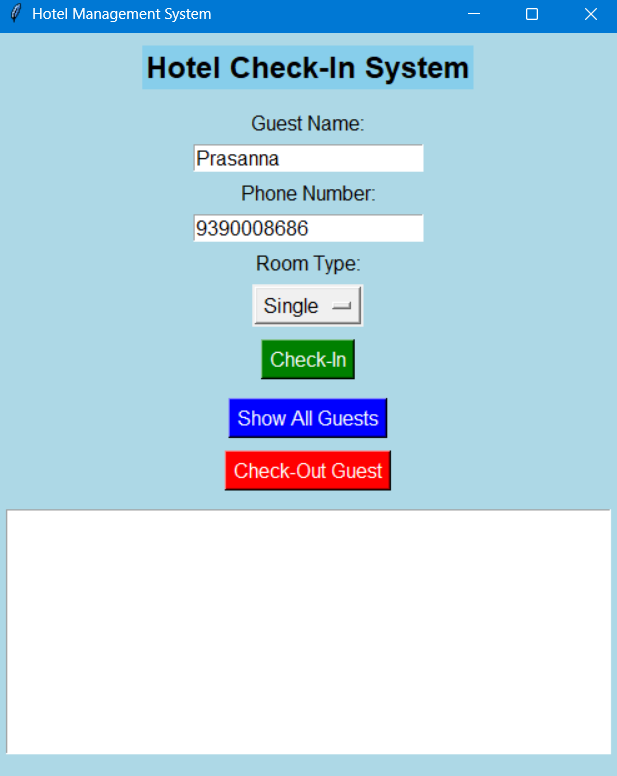 Hotel Management System
Hotel Check-In System
Guest Name:
Prasanna
Phone Number:
9390008686
Room Type:
Single
Check-In
Show All Guests
Check-Out Guest